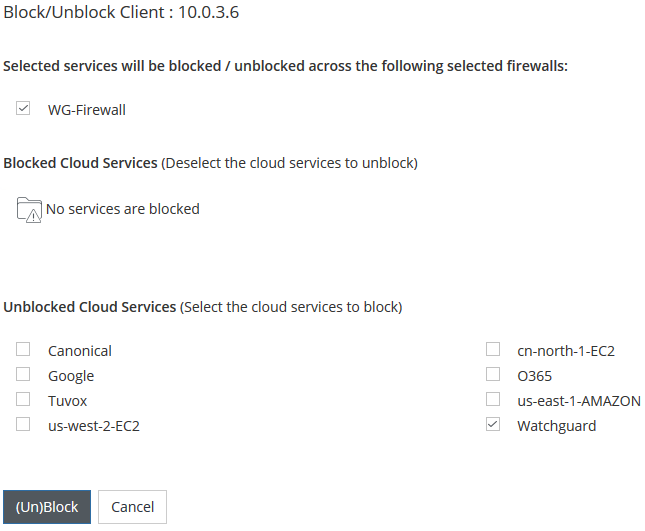 Block/Unblock Client : 10.0.3.6
Selected services will be blocked / unblocked across the following selected firewalls:
WG-Firewall
Blocked Cloud Services (Deselect the cloud services to unblock)
No services are blocked
Unblocked Cloud Services (Select the cloud services to block)
Canonical cn-north-1-EC2
Google O365
Tuvox us-east-1-AMAZON
us-west-2-EC2 Watchguard
(Un)Block Cancel